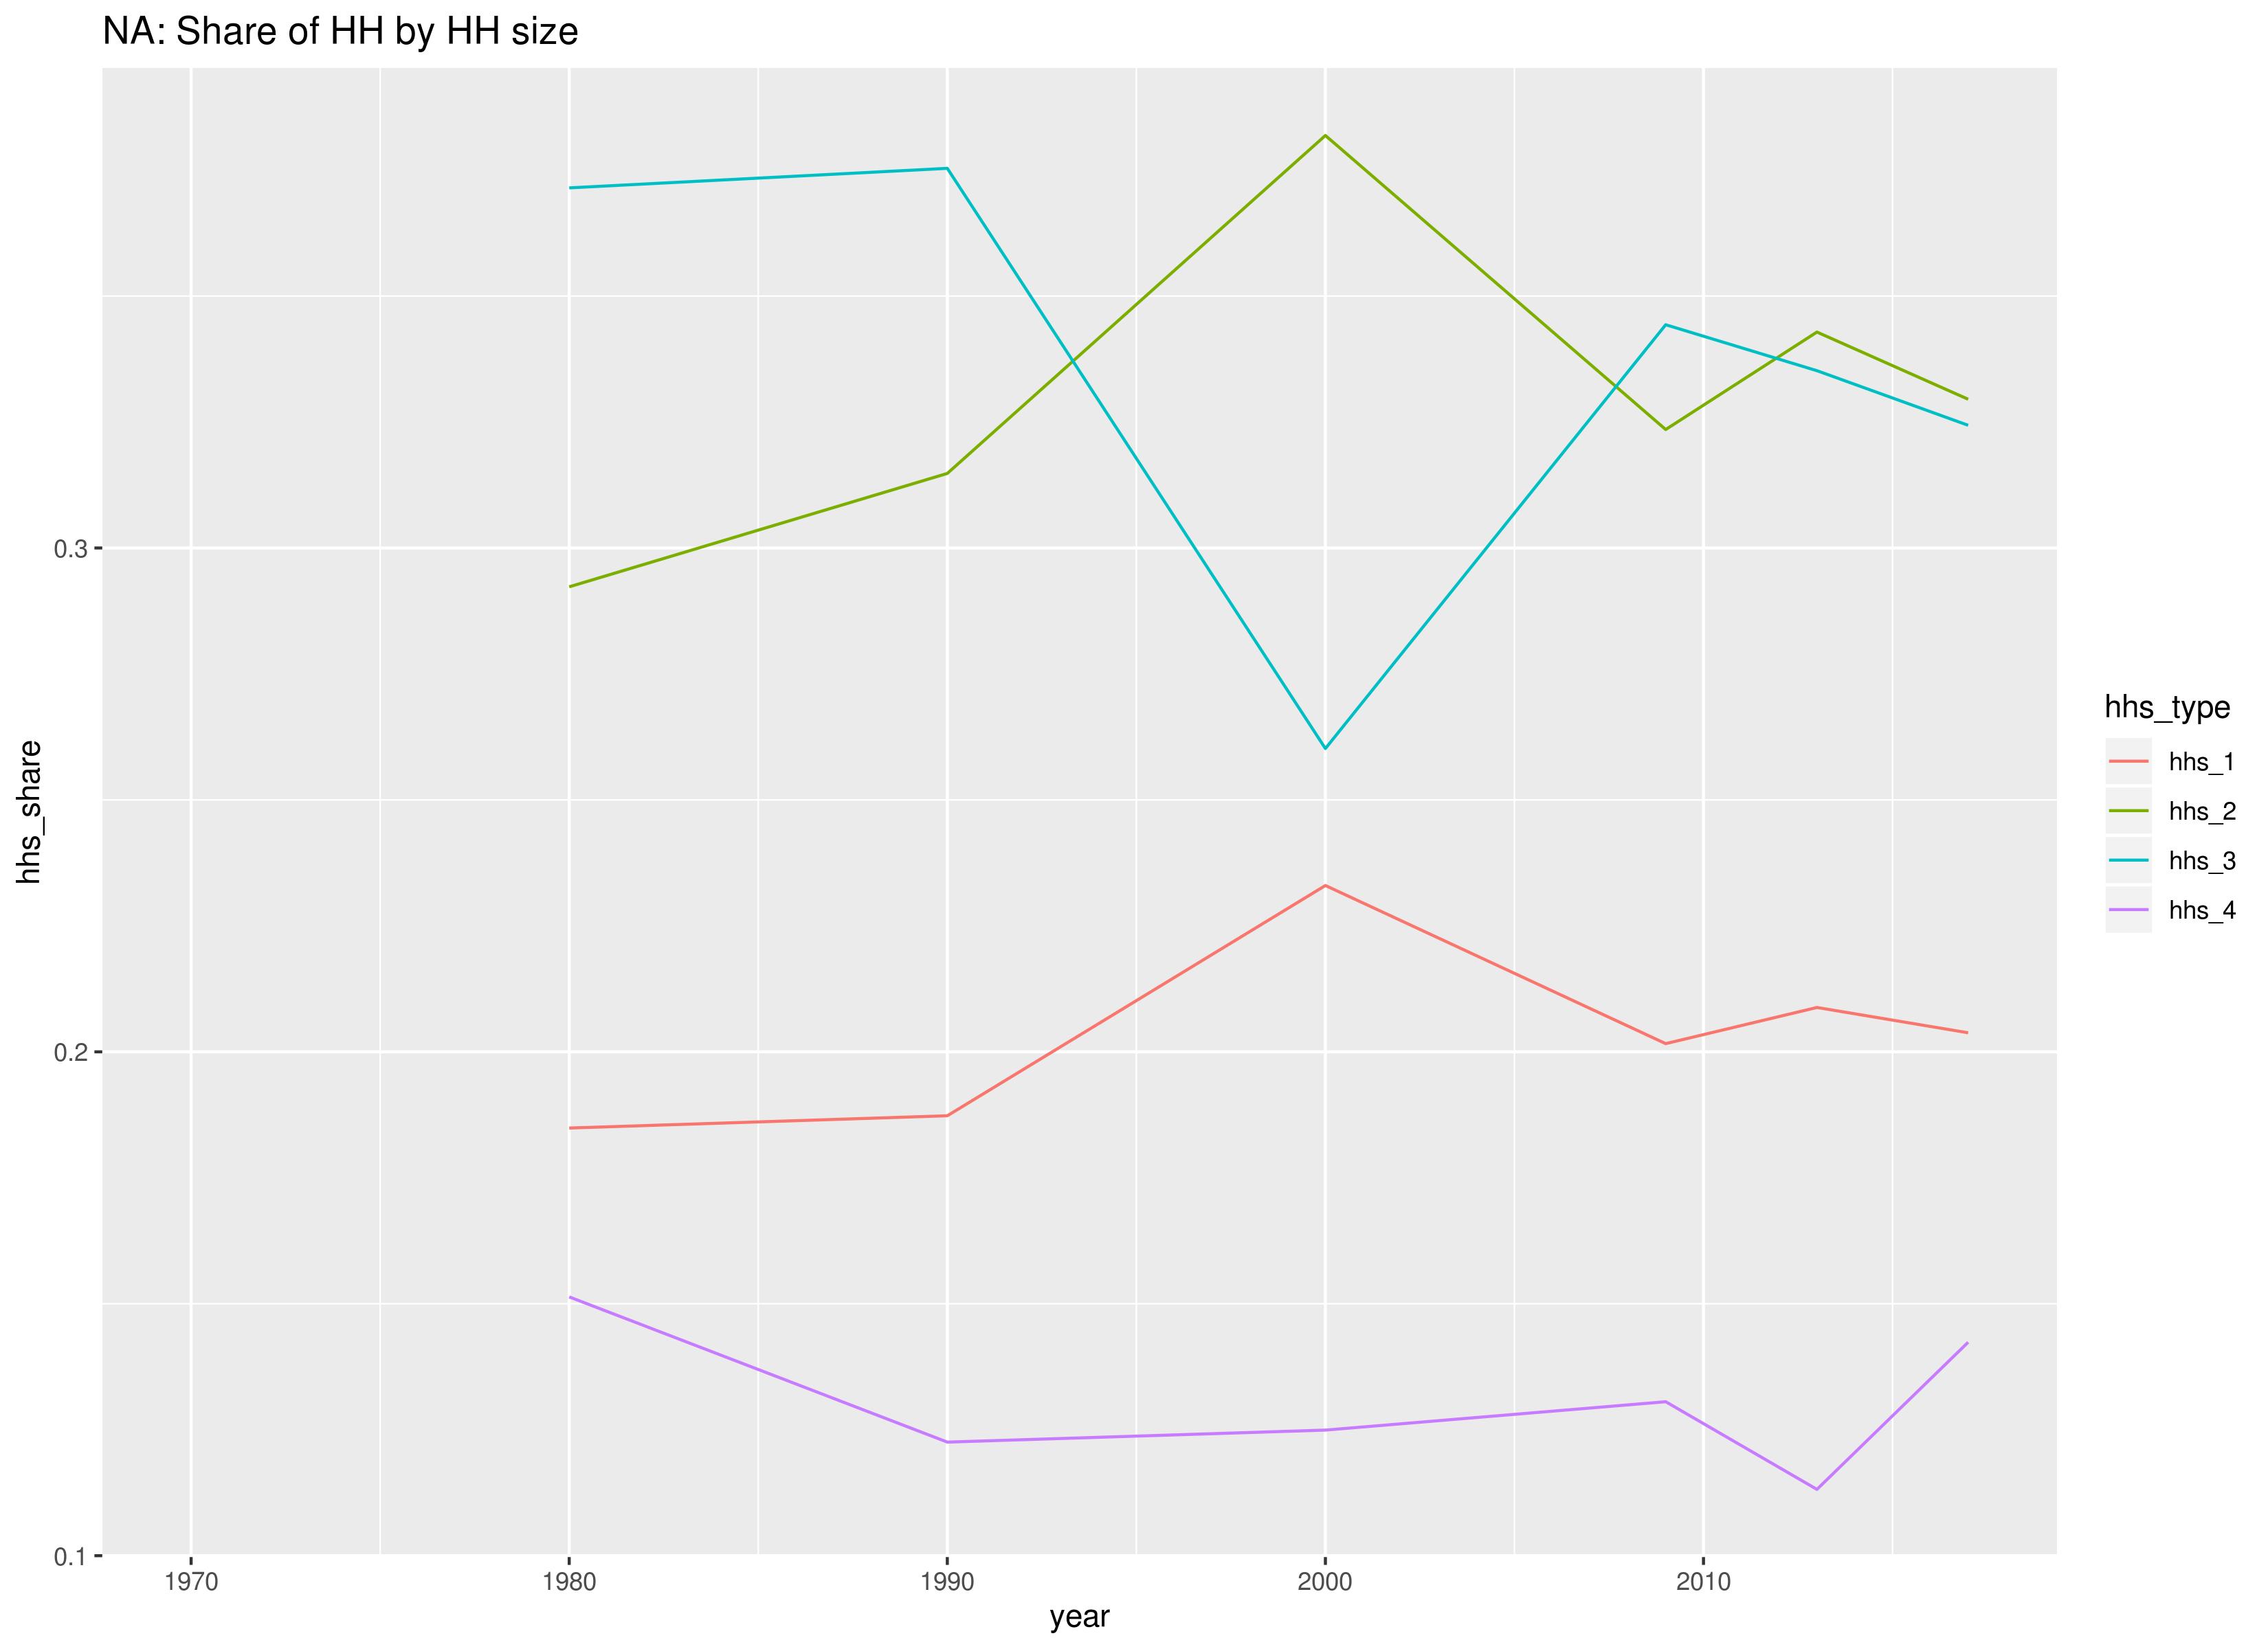 NA: Share of HH by HH size
hhs_share
0.3
0.2
0.1
1970 1980 1990 2000 2010
year
hhs_type
hhs_1
hhs_2
hhs_3
hhs_4